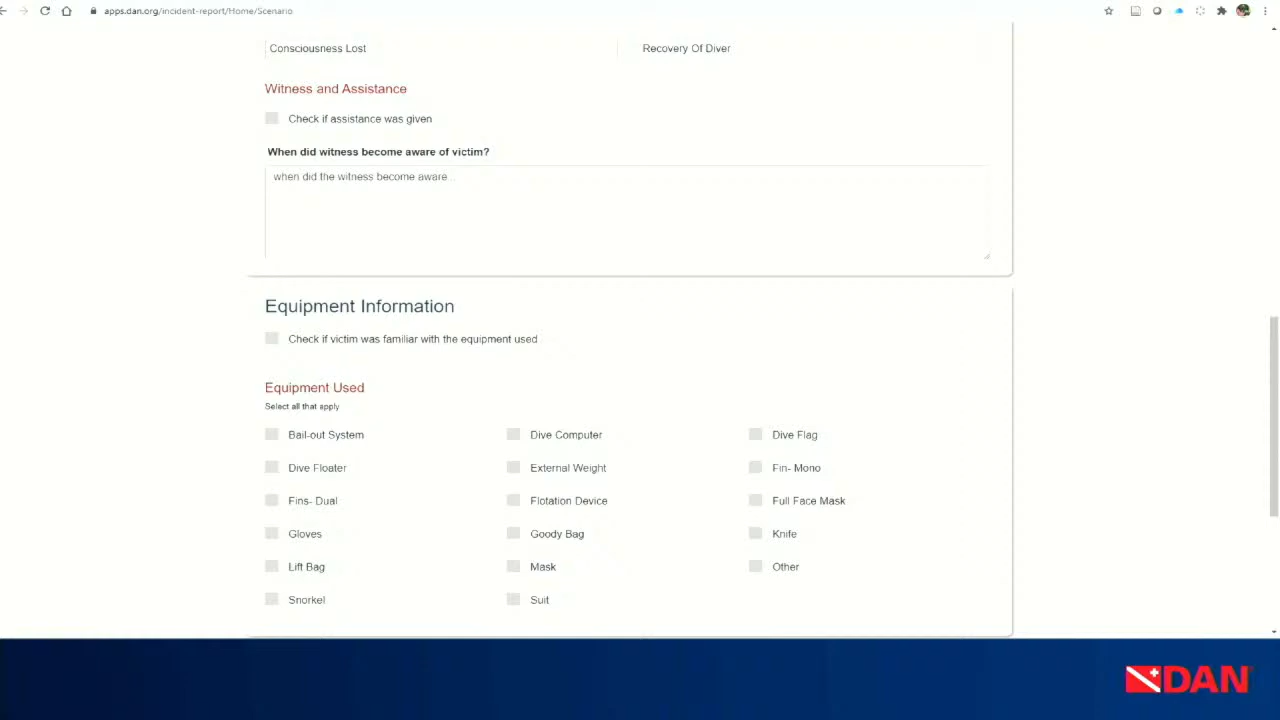 apps.dan.org/incident-report/Home/Scenario
Consciousness Lost
Recovery Of Diver
Witness and Assistance
Check if assistance was given
When did witness become aware of victim?
when did the witness become aware...
Equipment Information
Check if victim was familiar with the equipment used
Equipment Used
Select all that apply
Bail-out System
Dive Computer
Dive Flag
Dive Floater
External Weight
Fin- Mono
Fins- Dual
Flotation Device
Full Face Mask
Gloves
Goody Bag
Knife
Lift Bag
Mask
Other
Snorkel
Suit
DAN